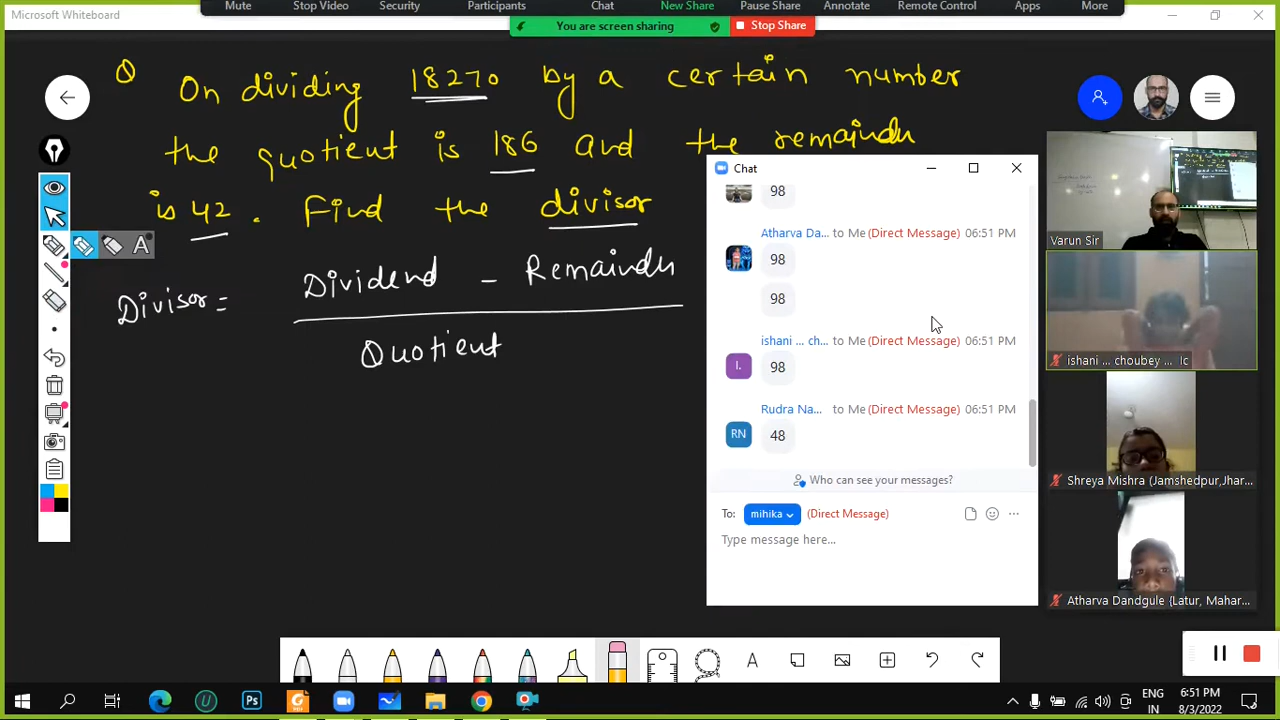 Mute Stop Video Security Participants Chat New Share Pause Share Annotate Remote Control Apps More
Microsoft Whiteboard
You are screen sharing Stop Share
Q On dividing 18270 by a certain number
the quotient is 186 and the remainder
is 42. Find the divisor
Divisor = Dividend - Remainder
Quotient
A
Chat
98
Atharva Da... to Me (Direct Message) 06:51 PM
98
98
ishani ... ch... to Me (Direct Message) 06:51 PM
I.
98
Rudra Na... to Me (Direct Message) 06:51 PM
RN
48
Who can see your messages?
To: mihika (Direct Message)
Type message here...
Varun Sir
ishani ... choubey ... Ic
Shreya Mishra (Jamshedpur,Jhar...
Atharva Dandgule {Latur, Mahar...
A
U
Ps
ENG
IN
6:51 PM
8/3/2022